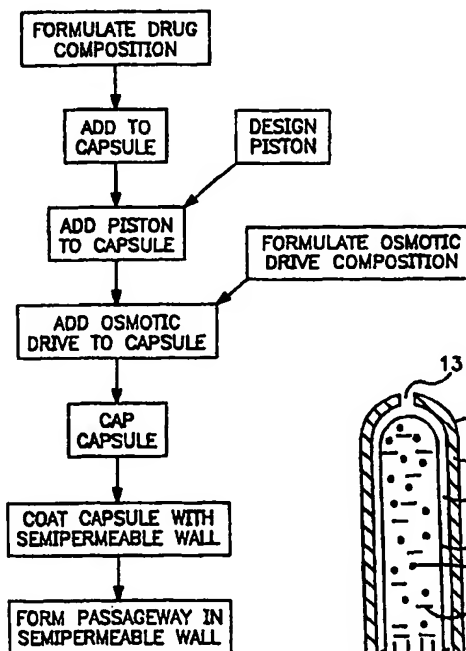 FORMULATE DRUG
COMPOSITION
ADD TO
CAPSULE
DESIGN
PISTON
ADD PISTON
TO CAPSULE
FORMULATE OSMOTIC
DRIVE COMPOSITION
ADD OSMOTIC
DRIVE TO CAPSULE
13
CAP
CAPSULE
COAT CAPSULE WITH
SEMIPERMEABLE WALL
FORM PASSAGEWAY IN
SEMIPERMEABLE WALL